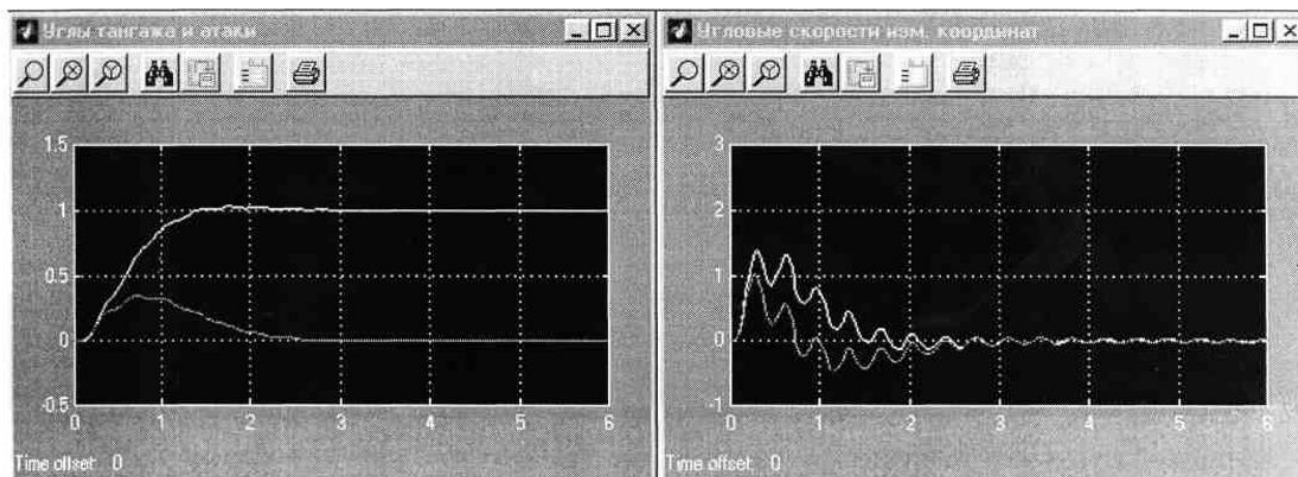 Углы тангажа и атаки
1.5
1
0.5
0
-0.5
0 1 2 3 4 5 6
Time offset: 0
Угловые скорости изм. координат
3
2
1
0
-1
0 1 2 3 4 5 6
Time offset: 0